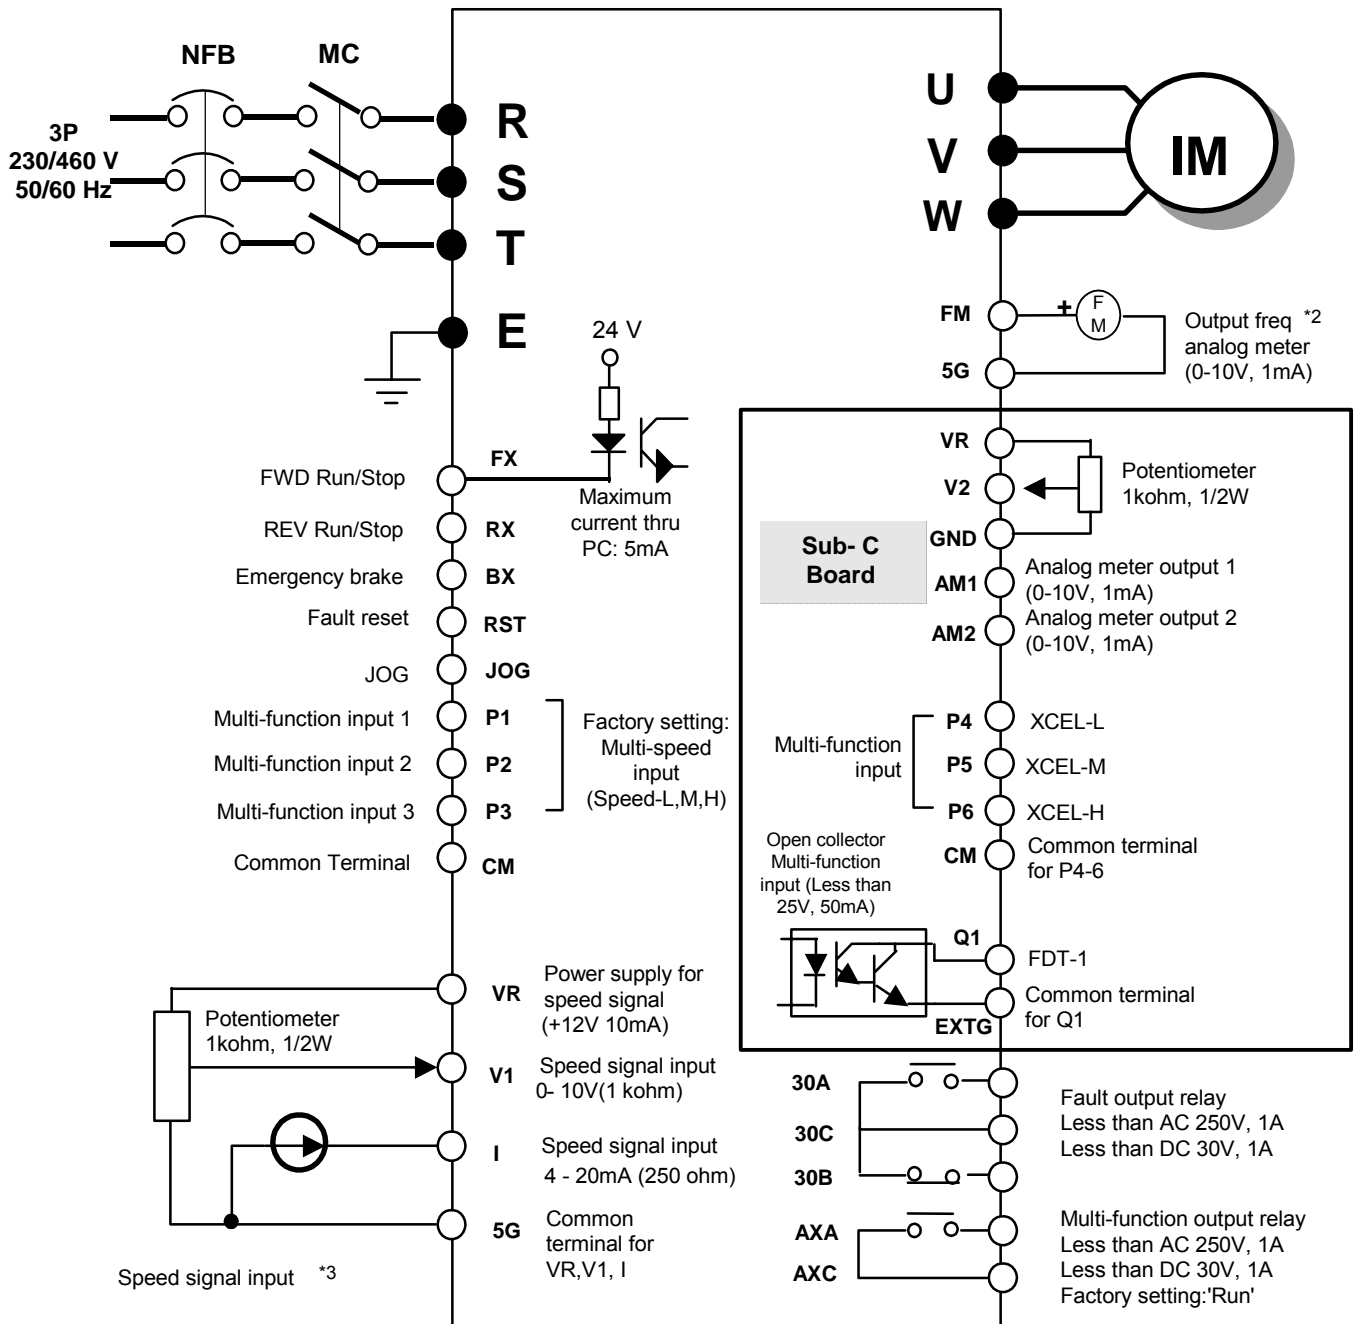 NFB
MC
3P
230/460 V
50/60 Hz
R
S
T
E
U
V
W
IM
24 V
FM
5G
+
F
M
Output freq *2
analog meter
(0-10V, 1mA)
FWD Run/Stop
FX
REV Run/Stop
RX
Emergency brake
BX
Fault reset
RST
JOG
JOG
Multi-function input 1
P1
Multi-function input 2
P2
Multi-function input 3
P3
Common Terminal
CM
Maximum
current thru
PC: 5mA
Factory setting:
Multi-speed
input
(Speed-L,M,H)
VR
V2
GND
Potentiometer
1kohm, 1/2W
Sub- C
Board
AM1
Analog meter output 1
(0-10V, 1mA)
AM2
Analog meter output 2
(0-10V, 1mA)
Multi-function
input
P4
XCEL-L
P5
XCEL-M
P6
XCEL-H
CM
Common terminal
for P4-6
Open collector
Multi-function
input (Less than
25V, 50mA)
Q1
FDT-1
EXTG
Common terminal
for Q1
Potentiometer
1kohm, 1/2W
VR
Power supply for
speed signal
(+12V 10mA)
V1
Speed signal input
0- 10V(1 kohm)
I
Speed signal input
4 - 20mA (250 ohm)
5G
Common
terminal for
VR,V1, I
Speed signal input *3
30A
30C
30B
Fault output relay
Less than AC 250V, 1A
Less than DC 30V, 1A
AXA
AXC
Multi-function output relay
Less than AC 250V, 1A
Less than DC 30V, 1A
Factory setting:'Run'